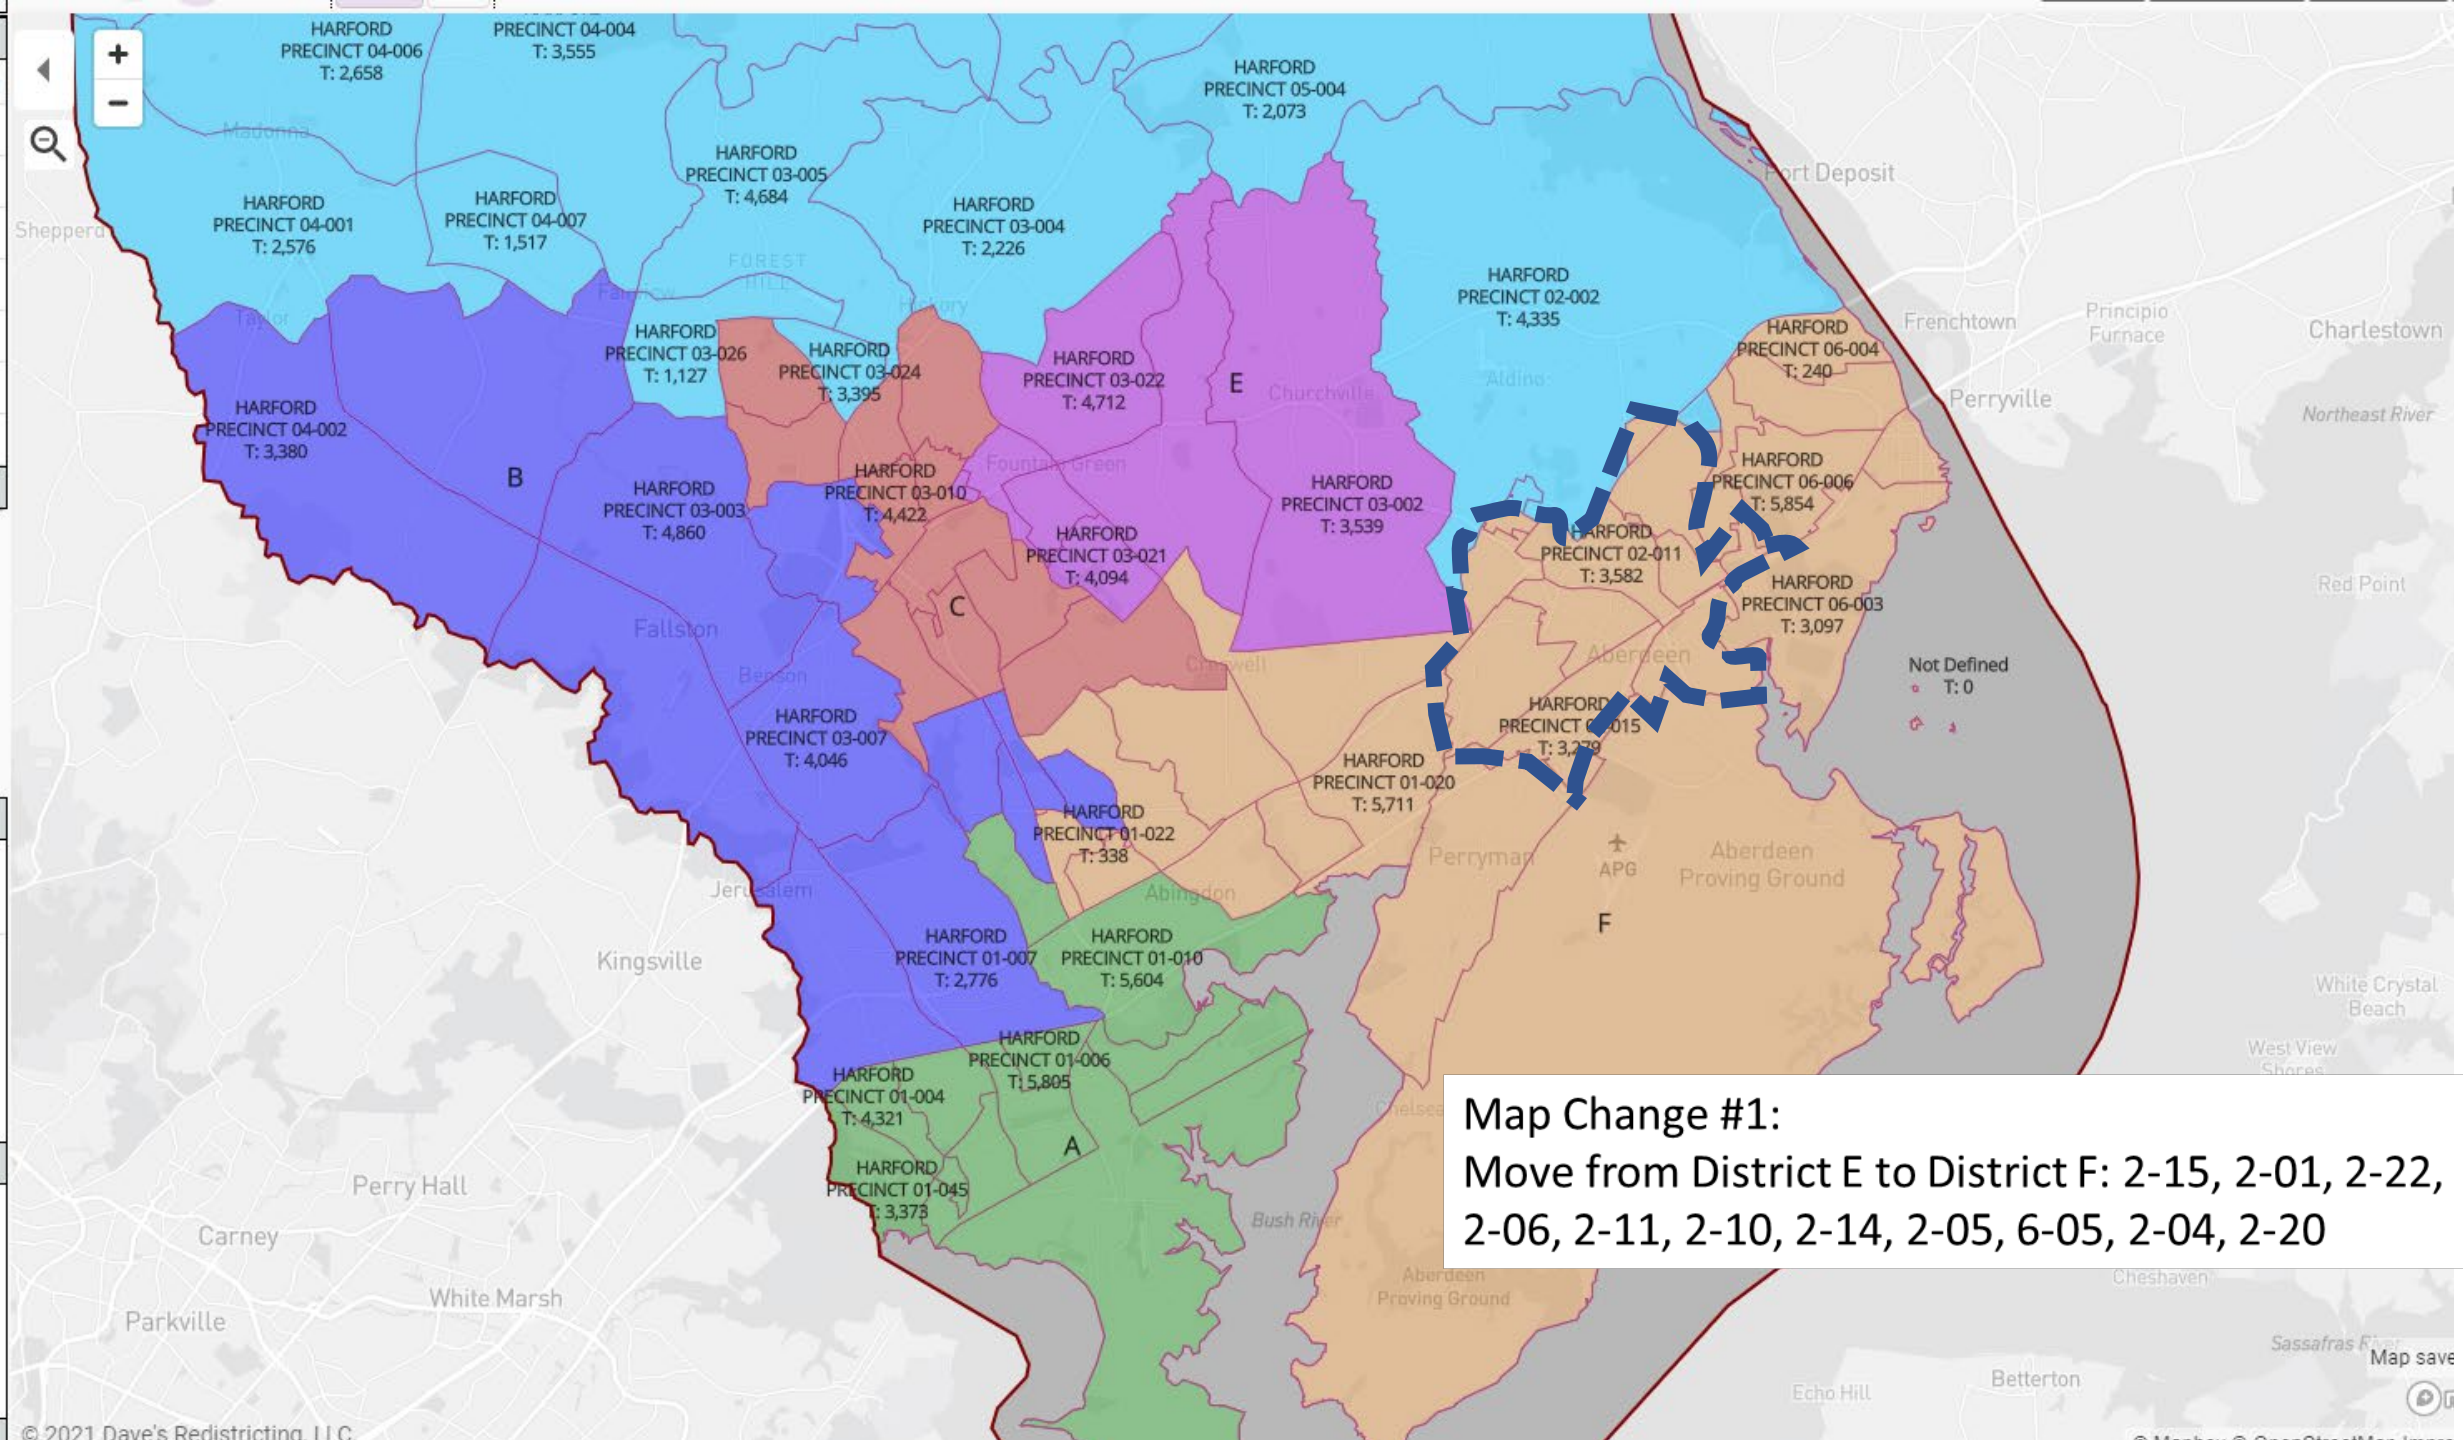 HARFORD
PRECINCT 04-006
T: 2,658
PRECINCT 04-004
T: 3,555
HARFORD
PRECINCT 05-004
T: 2,073
+
−
Madonna
HARFORD
PRECINCT 03-005
T: 4,684
Port Deposit
Shepperd
HARFORD
PRECINCT 04-001
T: 2,576
HARFORD
PRECINCT 04-007
T: 1,517
HARFORD
PRECINCT 03-004
T: 2,226
FOREST
HILL
Fairview
Hickory
Taylor
HARFORD
PRECINCT 02-002
T: 4,335
Frenchtown
Principio
Furnace
Charlestown
HARFORD
PRECINCT 06-004
T: 240
HARFORD
PRECINCT 03-026
T: 1,127
HARFORD
PRECINCT 03-024
T: 3,395
HARFORD
PRECINCT 03-022
T: 4,712
E
Churchville
Aldino
Perryville
Northeast River
HARFORD
PRECINCT 04-002
T: 3,380
B
HARFORD
PRECINCT 03-003
T: 4,860
HARFORD
PRECINCT 03-010
T: 4,422
Fountain Green
HARFORD
PRECINCT 03-002
T: 3,539
HARFORD
PRECINCT 06-006
T: 5,854
HARFORD
PRECINCT 03-021
T: 4,094
HARFORD
PRECINCT 02-011
T: 3,582
HARFORD
PRECINCT 06-003
T: 3,097
Red Point
C
Fallston
Benson
Creswell
Aberdeen
Not Defined
T: 0
HARFORD
PRECINCT 03-007
T: 4,046
HARFORD
T: 3,279
HARFORD
PRECINCT 01-020
T: 5,711
HARFORD
PRECINCT 01-022
T: 338
Perryman
APG
Aberdeen
Proving Ground
Jerusalem
Abingdon
F
Kingsville
HARFORD
PRECINCT 01-007
T: 2,776
HARFORD
PRECINCT 01-010
T: 5,604
White Crystal
Beach
HARFORD
PRECINCT 01-006
T: 5,805
West View
Shores
HARFORD
PRECINCT 01-004
T: 4,321
A
HARFORD
PRECINCT 01-045
T: 3,373
Map Change #1:
Move from District E to District F: 2-15, 2-01, 2-22,
2-06, 2-11, 2-10, 2-14, 2-05, 6-05, 2-04, 2-20
Perry Hall
Carney
Bush River
Aberdeen
Proving Ground
Cheshaven
White Marsh
Parkville
Sassafras
Map save
Betterton
Echo Hill
© 2021 Dave's Redistricting, LLC